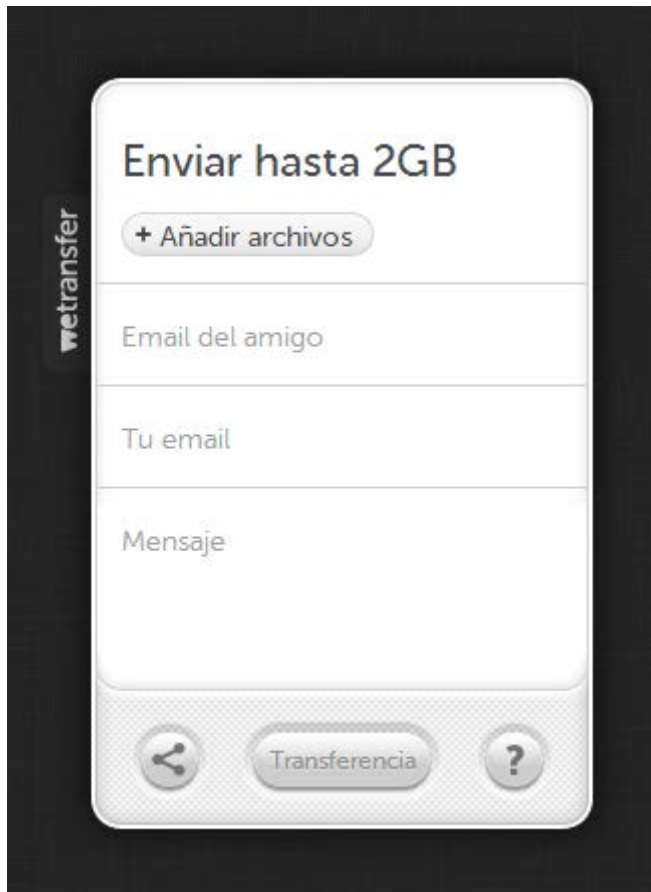 wetransfer
Enviar hasta 2GB
+ Añadir archivos
Email del amigo
Tu email
Mensaje
Transferencia
?